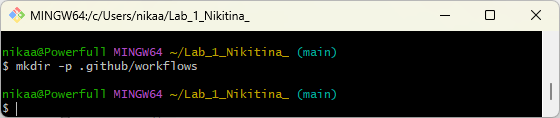 MINGW64:/c/Users/nikaa/Lab_1_Nikitina_
nikaa@Powerfull MINGW64 ~/Lab_1_Nikitina_ (main)
$ mkdir -p .github/workflows
nikaa@Powerfull MINGW64 ~/Lab_1_Nikitina_ (main)
$